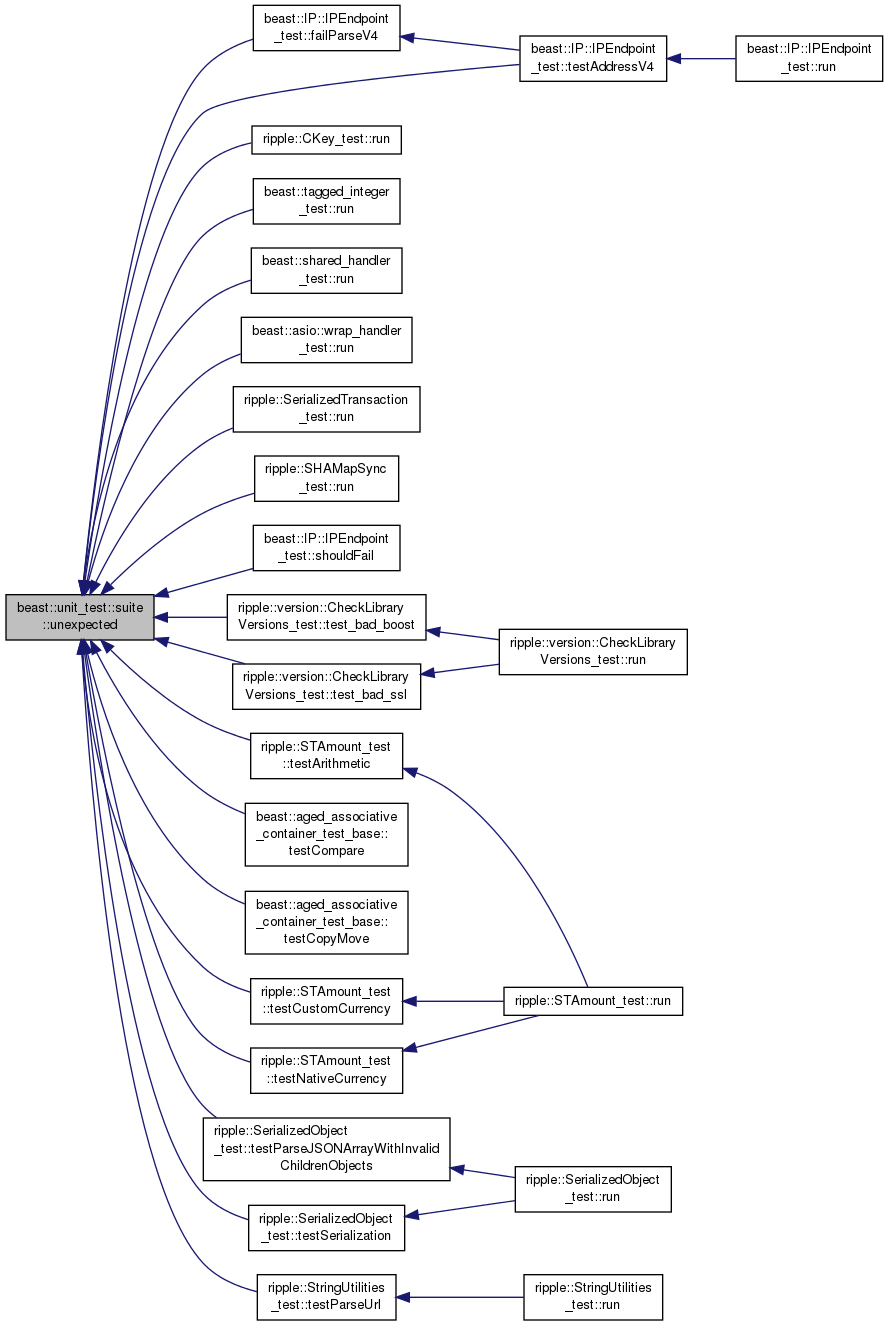 beast::IP::IPEndpoint
_test::failParseV4
beast::IP::IPEndpoint
_test::testAddressV4
beast::IP::IPEndpoint
_test::run
ripple::CKey_test::run
beast::tagged_integer
_test::run
beast::shared_handler
_test::run
beast::asio::wrap_handler
_test::run
ripple::SerializedTransaction
_test::run
ripple::SHAMapSync
_test::run
beast::IP::IPEndpoint
_test::shouldFail
beast::unit_test::suite
::unexpected
ripple::version::CheckLibrary
Versions_test::test_bad_boost
ripple::version::CheckLibrary
Versions_test::run
ripple::version::CheckLibrary
Versions_test::test_bad_ssl
ripple::STAmount_test
::testArithmetic
beast::aged_associative
_container_test_base::
testCompare
beast::aged_associative
_container_test_base::
testCopyMove
ripple::STAmount_test
::testCustomCurrency
ripple::STAmount_test::run
ripple::STAmount_test
::testNativeCurrency
ripple::SerializedObject
_test::testParseJSONArrayWithInvalid
ChildrenObjects
ripple::SerializedObject
_test::run
ripple::SerializedObject
_test::testSerialization
ripple::StringUtilities
_test::testParseUrl
ripple::StringUtilities
_test::run